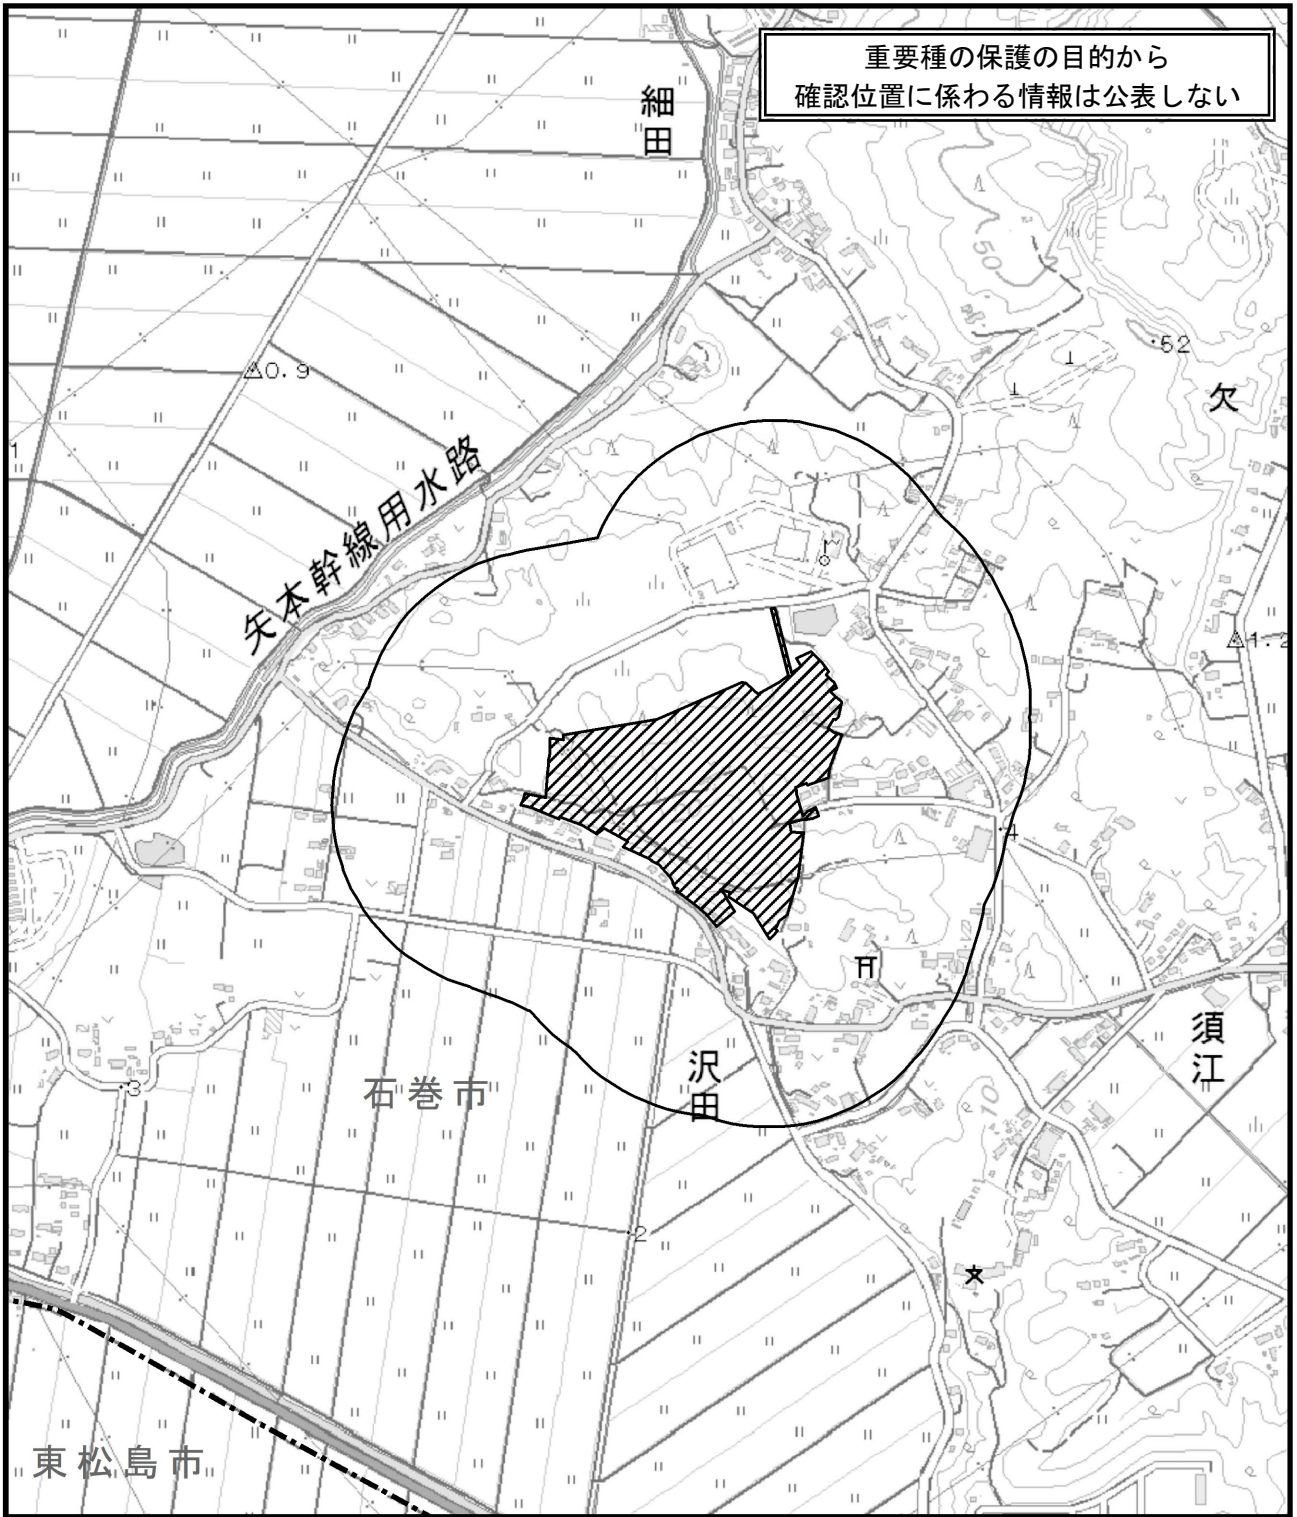 重要種の保護の目的から
確認位置に係わる情報は公表しない
細田
50
52
0.9
欠
1
矢本幹線用水路
1.2
4
須江
沢田
石巻市
10
3
2
東松島市